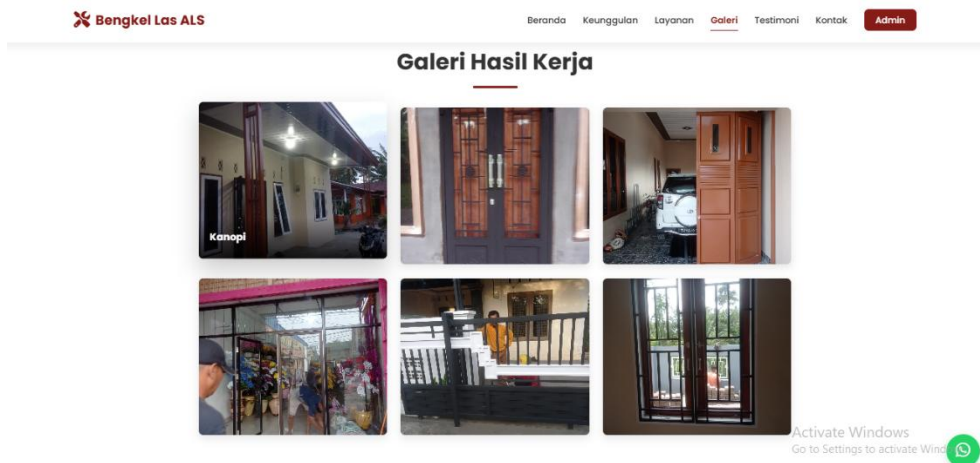 Bengkel Las ALS
Beranda Keunggulan Layanan Galeri Testimoni Kontak Admin
Galeri Hasil Kerja
Kanopi
Activate Windows
Go to Settings to activate Wind